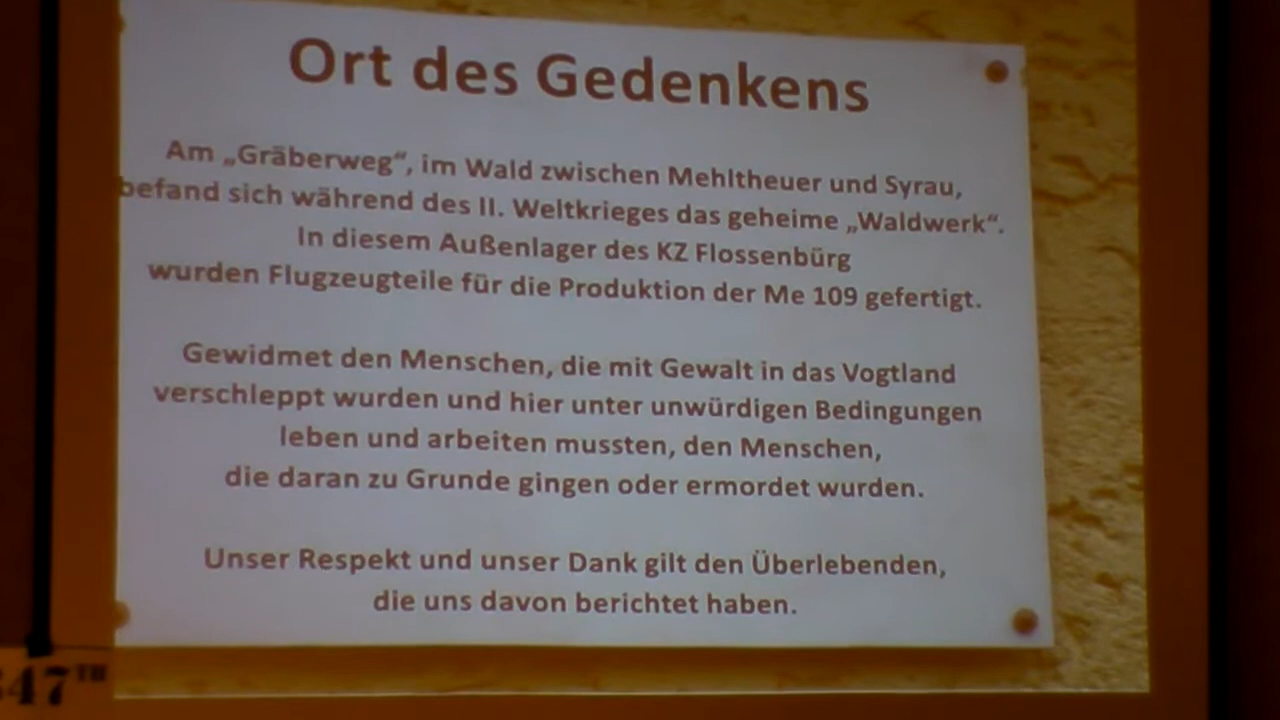 Ort des Gedenkens
Am „Gräberweg“, im Wald zwischen Mehltheuer und Syrau,
befand sich während des II. Weltkrieges das geheime „Waldwerk“.
In diesem Außenlager des KZ Flossenbürg
wurden Flugzeugteile für die Produktion der Me 109 gefertigt.
Gewidmet den Menschen, die mit Gewalt in das Vogtland
verschleppt wurden und hier unter unwürdigen Bedingungen
leben und arbeiten mussten, den Menschen,
die daran zu Grunde gingen oder ermordet wurden.
Unser Respekt und unser Dank gilt den Überlebenden,
die uns davon berichtet haben.
347TH